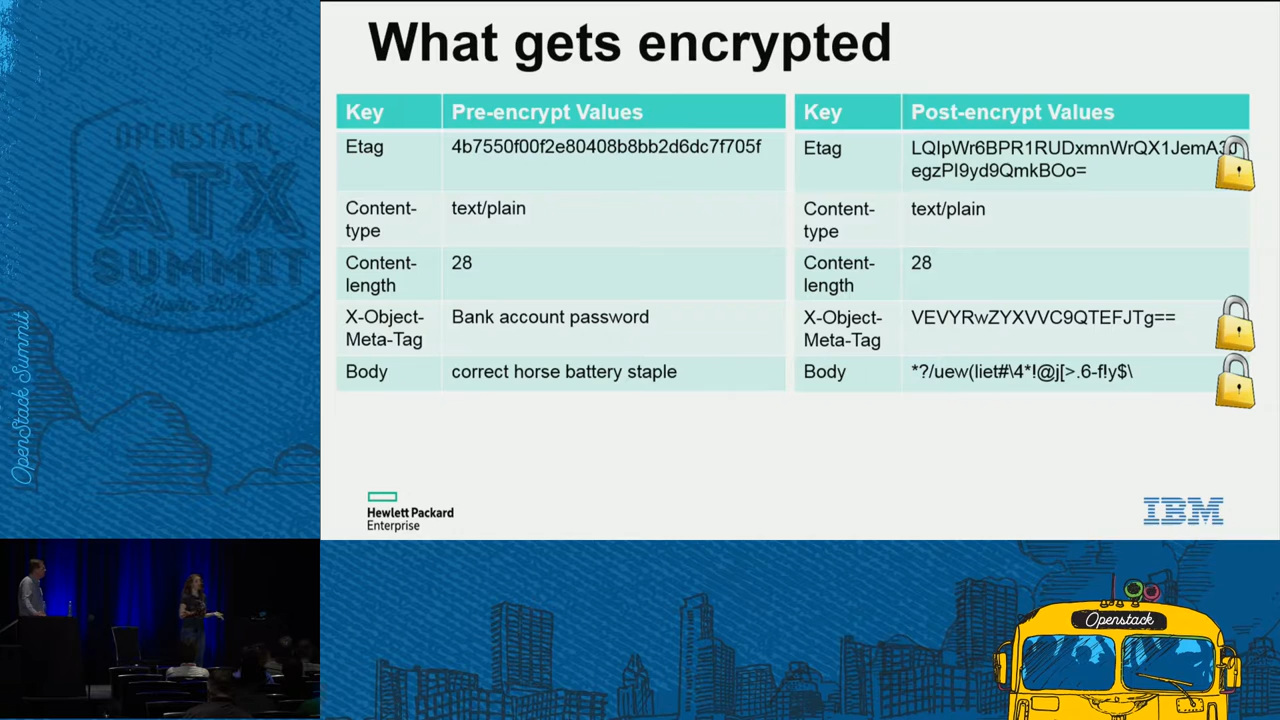 What gets encrypted
Key Pre-encrypt Values
Etag 4b7550f00f2e80408b8bb2d6dc7f705f
Content-
type text/plain
Content-
length 28
X-Object-
Meta-Tag Bank account password
Body correct horse battery staple
Key Post-encrypt Values
Etag LQIpWr6BPR1RUDxmnWrQX1JemA3J
egzPI9yd9QmkBOo=
Content-
type text/plain
Content-
length 28
X-Object-
Meta-Tag VEVYRwZYXVVC9QTEFJTg==
Body *?/uew(liet#\4*!@j[>.6-f!y$\
Hewlett Packard
Enterprise
IBM
OPENSTACK
ATX
SUMMIT
OpenStack Summit
Openstack